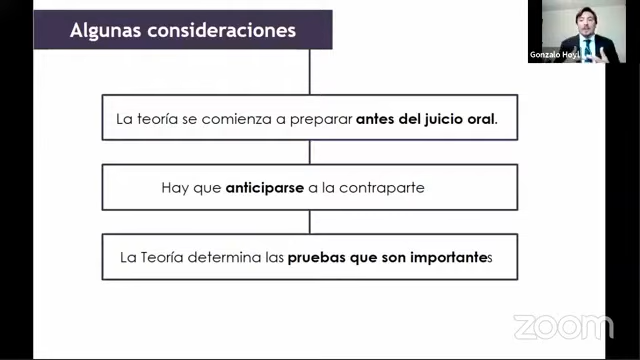 Algunas consideraciones
Gonzalo Hoyl
La teoría se comienza a preparar antes del juicio oral.
Hay que anticiparse a la contraparte
La Teoría determina las pruebas que son importantes
zoom